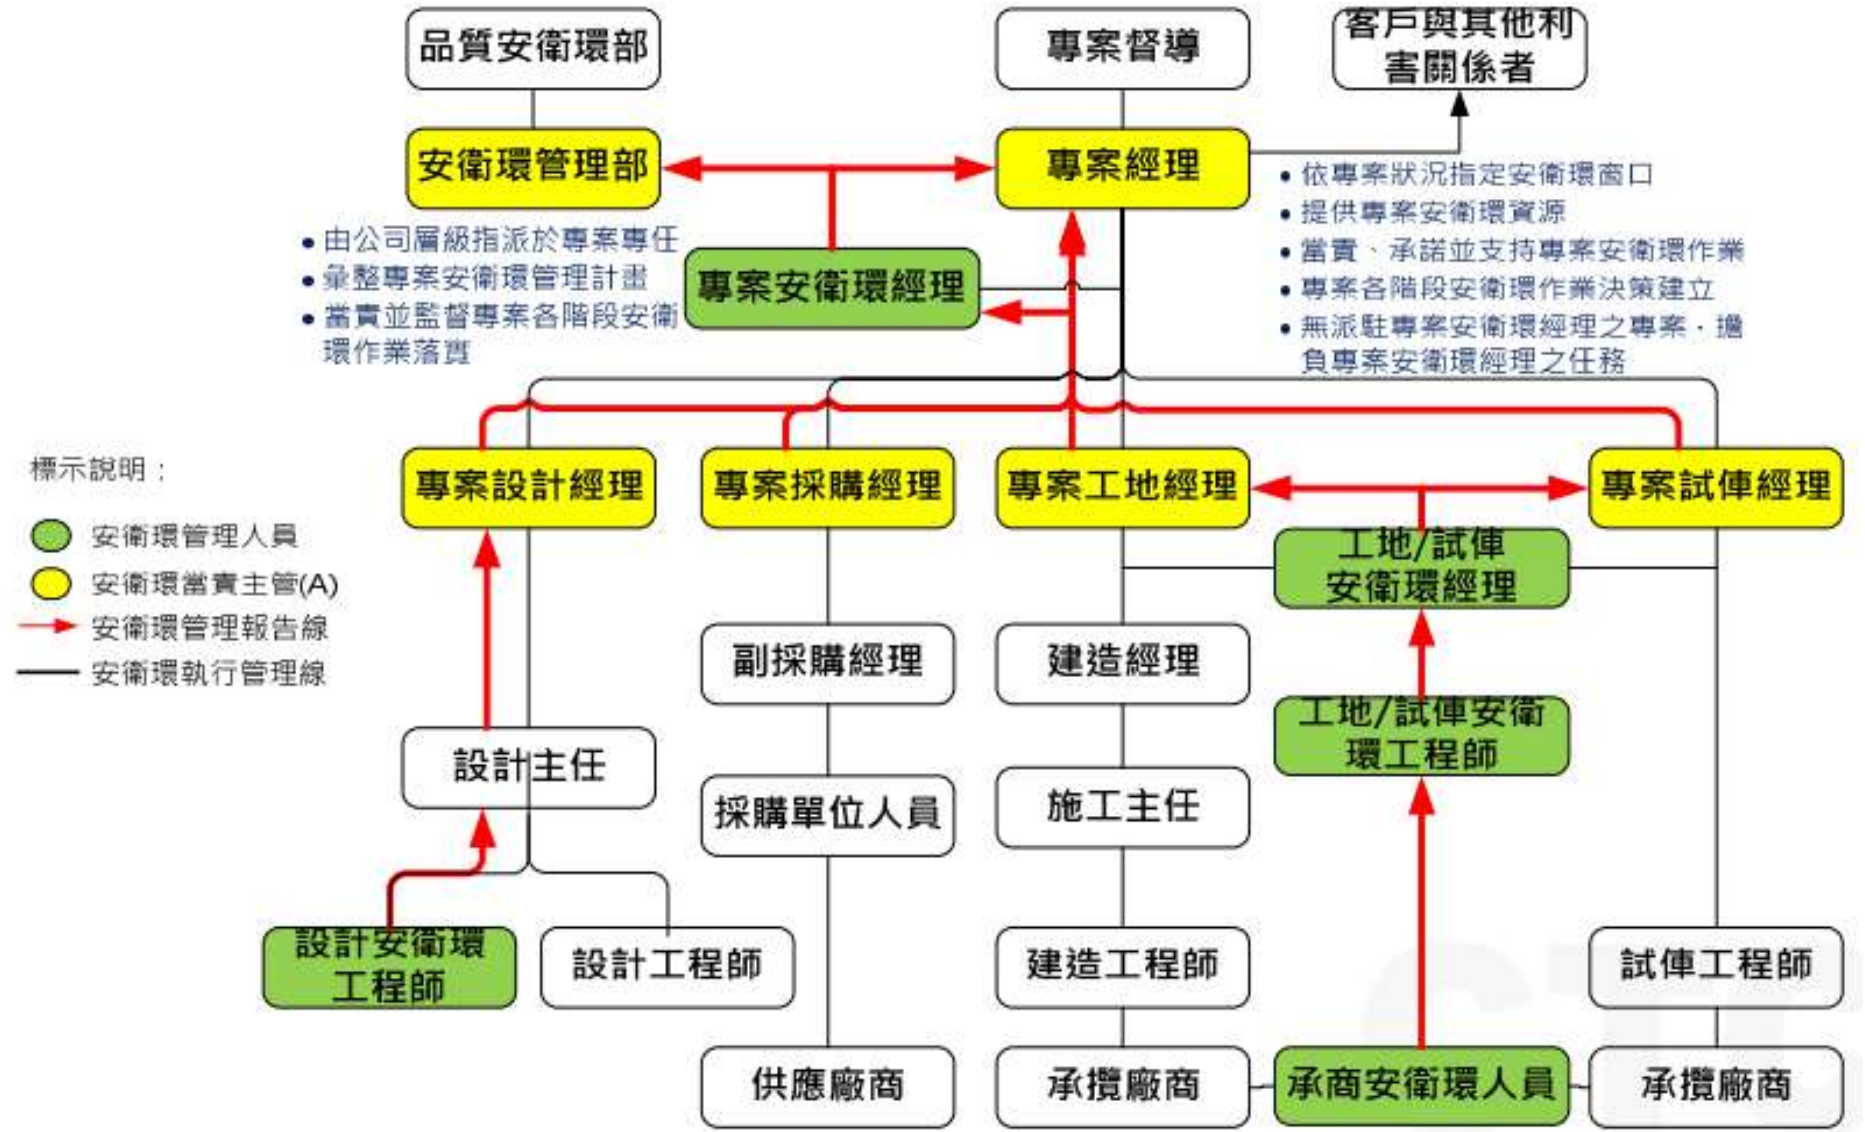 品質安衛環部
專案督導
客戶與其他利
害關係者
安衛環管理部
專案經理
• 由公司層級指派於專案專任
• 彙整專案安衛環管理計畫
• 當責並監督專案各階段安衛
環作業落實
專案安衛環經理
• 依專案狀況指定安衛環窗口
• 提供專案安衛環資源
• 當責、承諾並支持專案安衛環作業
• 專案各階段安衛環作業決策建立
• 無派駐專案安衛環經理之專案，擔
負專案安衛環經理之任務
標示說明：
安衛環管理人員
安衛環當責主管(A)
安衛環管理報告線
安衛環執行管理線
專案設計經理
專案採購經理
專案工地經理
專案試俥經理
工地/試俥
安衛環經理
副採購經理
建造經理
工地/試俥安衛
環工程師
設計主任
採購單位人員
施工主任
設計安衛環
工程師
設計工程師
建造工程師
試俥工程師
供應廠商
承攬廠商
承商安衛環人員
承攬廠商